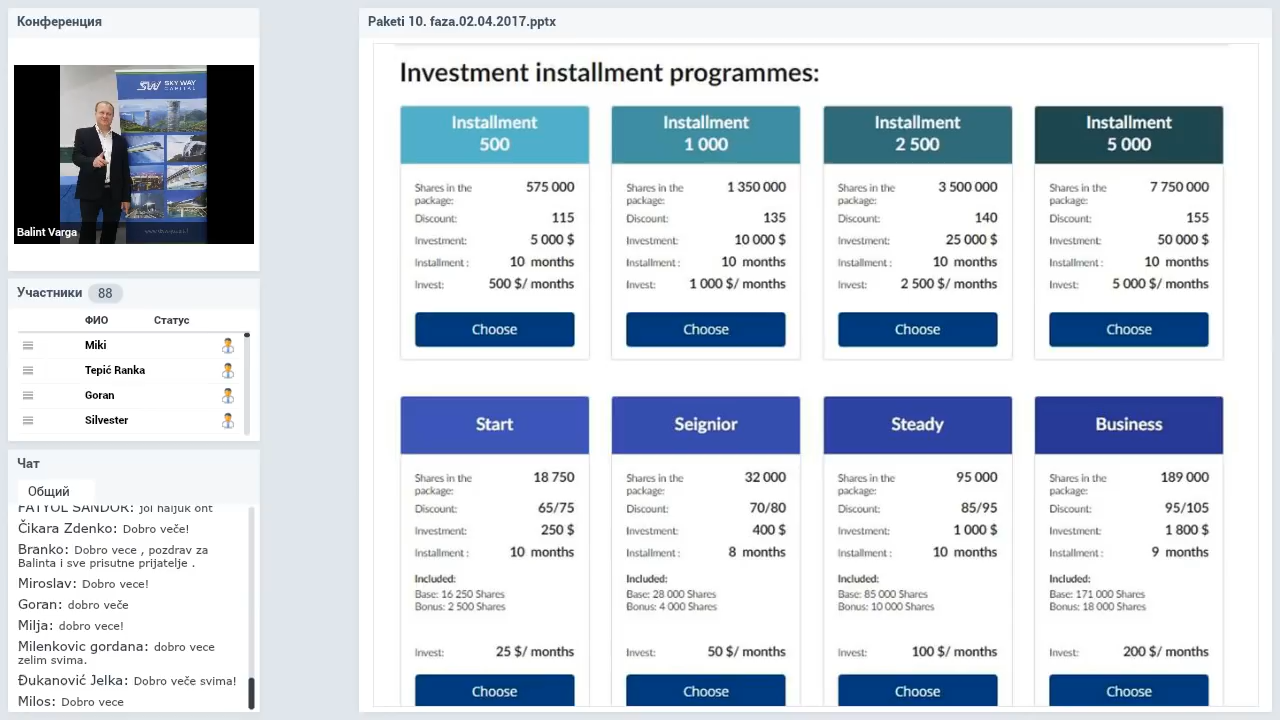 Конференция
SKY WAY
CAPITAL
Balint Varga
Участники 88
ФИО Статус
Miki
Tepić Ranka
Goran
Silvester
Чат
Общий
FATYOL SANDOR: jol haljuk ont
Čikara Zdenko: Dobro veče!
Branko: Dobro vece , pozdrav za
Balinta i sve prisutne prijatelje .
Miroslav: Dobro vece!
Goran: dobro veče
Milja: dobro vece!
Milenkovic gordana: dobro vece
zelim svima.
Đukanović Jelka: Dobro veče svima!
Milos: Dobro vece
Paketi 10. faza.02.04.2017.pptx
Investment installment programmes:
Installment
500
Shares in the
package: 575 000
Discount: 115
Investment: 5 000 $
Installment : 10 months
Invest: 500 $/ months
Choose
Installment
1 000
Shares in the
package: 1 350 000
Discount: 135
Investment: 10 000 $
Installment : 10 months
Invest: 1 000 $/ months
Choose
Installment
2 500
Shares in the
package: 3 500 000
Discount: 140
Investment: 25 000 $
Installment : 10 months
Invest: 2 500 $/ months
Choose
Installment
5 000
Shares in the
package: 7 750 000
Discount: 155
Investment: 50 000 $
Installment : 10 months
Invest: 5 000 $/ months
Choose
Start
Shares in the
package: 18 750
Discount: 65/75
Investment: 250 $
Installment : 10 months
Included:
Base: 16 250 Shares
Bonus: 2 500 Shares
Invest: 25 $/ months
Choose
Seignior
Shares in the
package: 32 000
Discount: 70/80
Investment: 400 $
Installment : 8 months
Included:
Base: 28 000 Shares
Bonus: 4 000 Shares
Invest: 50 $/ months
Choose
Steady
Shares in the
package: 95 000
Discount: 85/95
Investment: 1 000 $
Installment : 10 months
Included:
Base: 85 000 Shares
Bonus: 10 000 Shares
Invest: 100 $/ months
Choose
Business
Shares in the
package: 189 000
Discount: 95/105
Investment: 1 800 $
Installment : 9 months
Included:
Base: 171 000 Shares
Bonus: 18 000 Shares
Invest: 200 $/ months
Choose